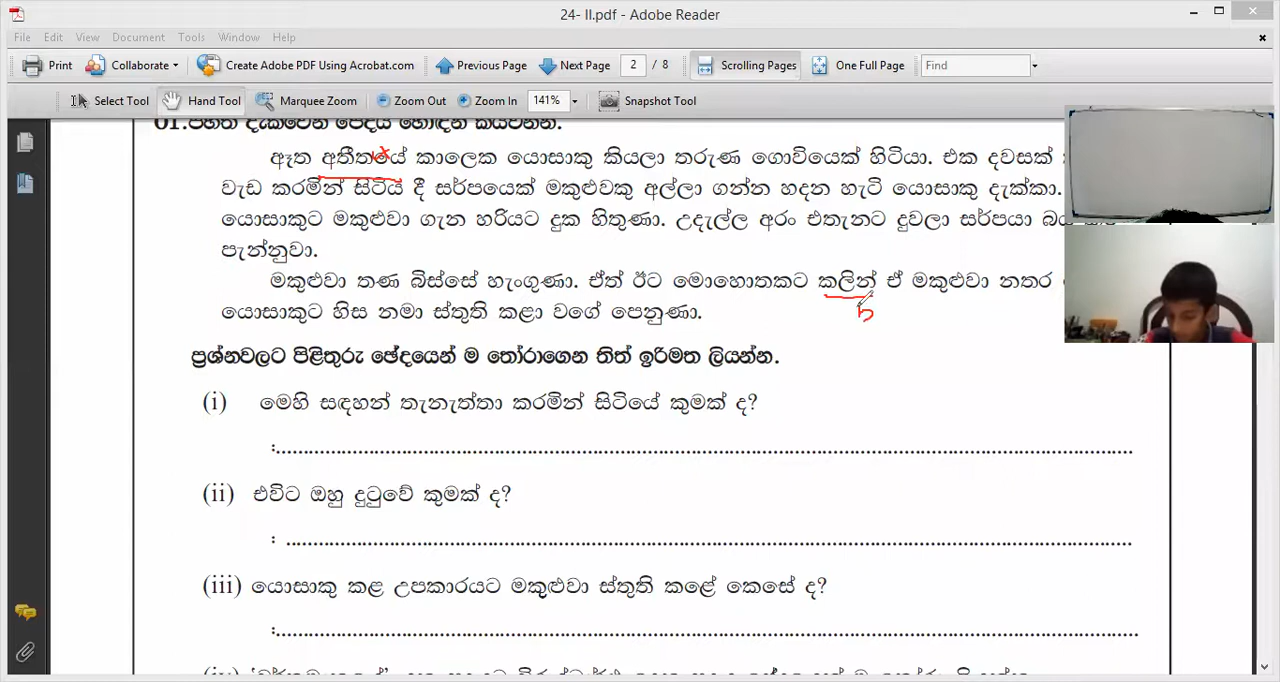 24- II.pdf - Adobe Reader
File Edit View Document Tools Window Help
Print Collaborate Create Adobe PDF Using Acrobat.com Previous Page Next Page 2 / 8 Scrolling Pages One Full Page Find
Select Tool Hand Tool Marquee Zoom Zoom Out Zoom In 141% Snapshot Tool
01.පහත දැක්වෙන ඡේදය හොඳින් කියවන්න.
ඈත අතීතයේ කාලෙක යොසාකු කියලා තරුණ ගොවියෙක් හිටියා. එක දවසක්
වැඩ කරමින් සිටිය දී සර්පයෙක් මකුළුවකු අල්ලා ගන්න හදන හැටි යොසාකු දැක්කා.
යොසාකුට මකුළුවා ගැන හරියට දුක හිතුණා. උදැල්ල අරං එතැනට දුවලා සර්පයා
පැන්නුවා.
මකුළුවා තණ බිස්සේ හැංගුණා. ඒත් ඊට මොහොතකට කලින් ඒ මකුළුවා නතර
යොසාකුට හිස නමා ස්තුති කළා වගේ පෙනුණා.
ප්‍රශ්නවලට පිළිතුරු ඡේදයෙන් ම තෝරාගෙන තිත් ඉරිමත ලියන්න.
(i) මෙහි සඳහන් තැනැත්තා කරමින් සිටියේ කුමක් ද?
:....................................................................................................
(ii) එවිට ඔහු දුටුවේ කුමක් ද?
: ....................................................................................................
(iii) යොසාකු කළ උපකාරයට මකුළුවා ස්තුති කළේ කෙසේ ද?
:....................................................................................................